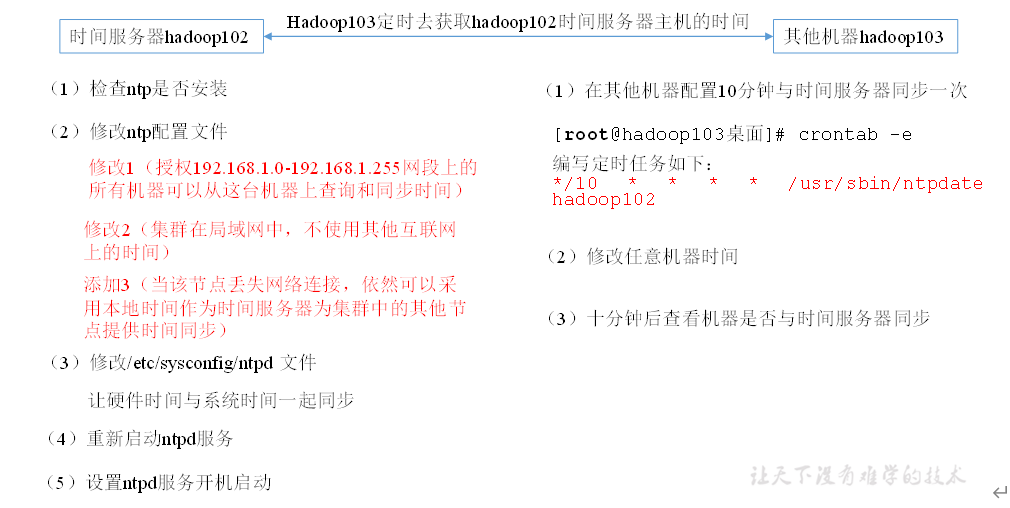 Hadoop103定时去获取hadoop102时间服务器主机的时间
时间服务器hadoop102
其他机器hadoop103
（1）检查ntp是否安装
（2）修改ntp配置文件
修改1（授权192.168.1.0-192.168.1.255网段上的
所有机器可以从这台机器上查询和同步时间）
修改2（集群在局域网中，不使用其他互联网
上的时间）
添加3（当该节点丢失网络连接，依然可以采
用本地时间作为时间服务器为集群中的其他节
点提供时间同步）
（3）修改/etc/sysconfig/ntpd 文件
让硬件时间与系统时间一起同步
（4）重新启动ntpd服务
（5）设置ntpd服务开机启动
（1）在其他机器配置10分钟与时间服务器同步一次
[root@hadoop103桌面]# crontab -e
编写定时任务如下：
*/10 * * * * /usr/sbin/ntpdate
hadoop102
（2）修改任意机器时间
（3）十分钟后查看机器是否与时间服务器同步
让天下没有难学的技术